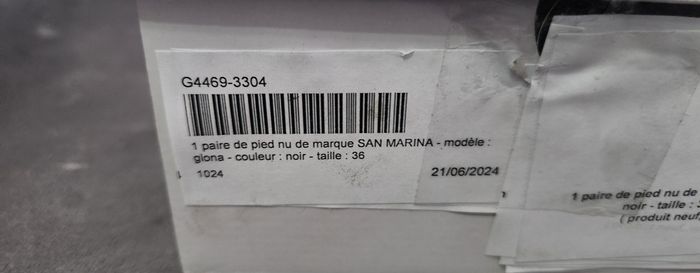 G4469-3304
1 paire de pied nu de marque SAN MARINA - modèle :
giona - couleur : noir - taille : 36
1024
21/06/2024
1 paire de pied nu de
noir - taille :
( produit neuf,